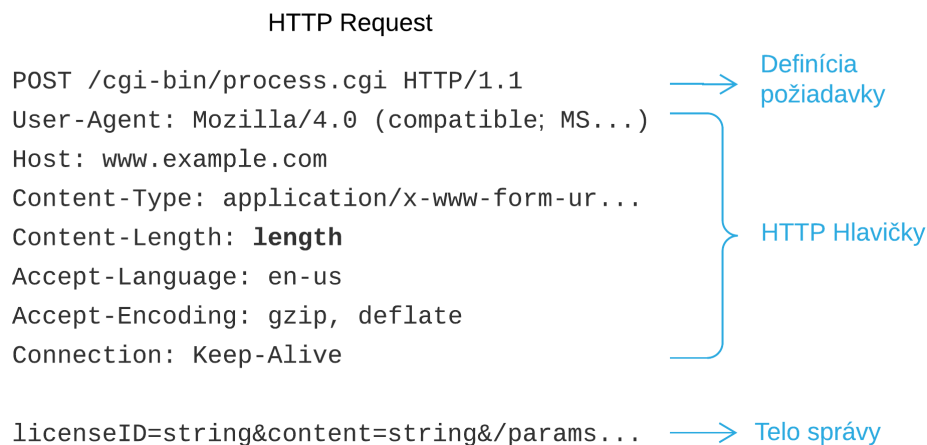 HTTP Request
POST /cgi-bin/process.cgi HTTP/1.1
Definícia
požiadavky
User-Agent: Mozilla/4.0 (compatible; MS...)
Host: www.example.com
Content-Type: application/x-www-form-ur...
Content-Length: length
HTTP Hlavičky
Accept-Language: en-us
Accept-Encoding: gzip, deflate
Connection: Keep-Alive
licenseID=string&content=string&/params...
Telo správy